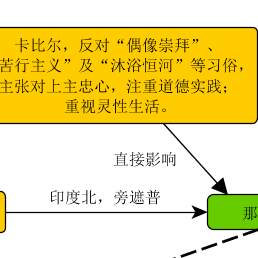 卡比尔，反对“偶像崇拜”、
苦行主义”及“沐浴恒河”等习俗，
主张对上主忠心，注重道德实践；
重视灵性生活。
直接影响
印度北，旁遮普
那